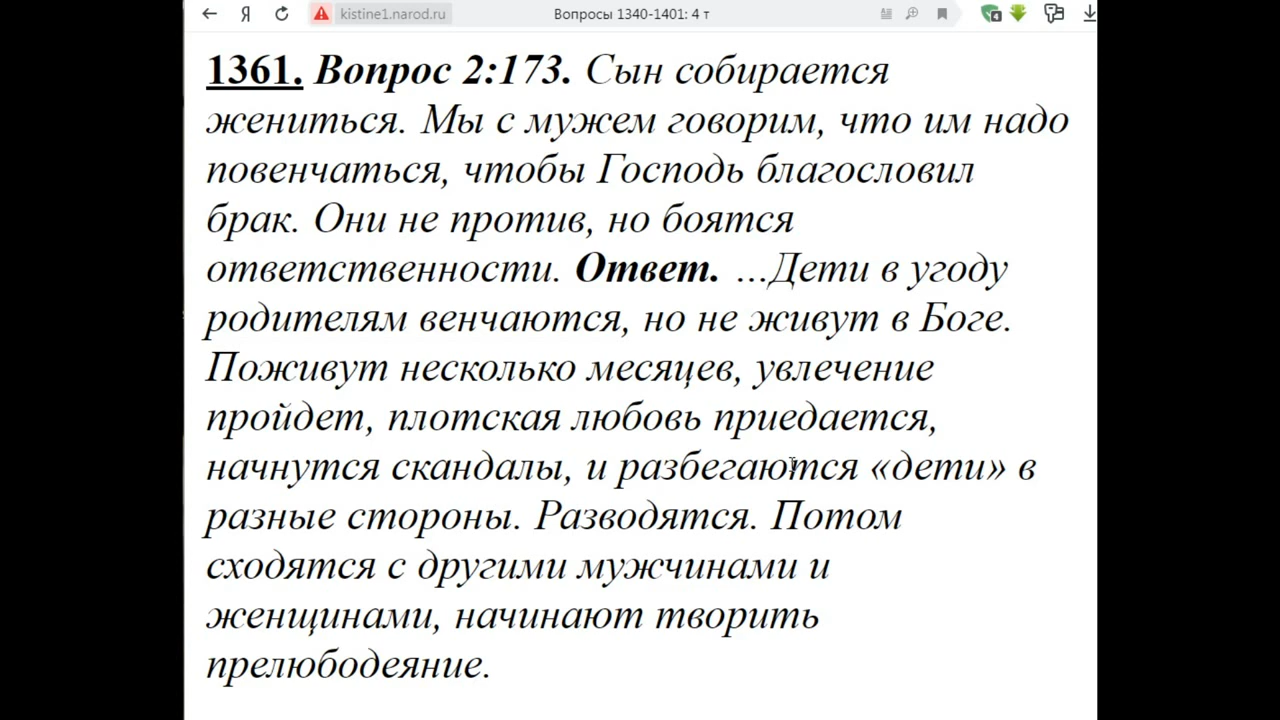 kistine1.narod.ru
Вопросы 1340-1401: 4 т
4
1361. Вопрос 2:173. Сын собирается
жениться. Мы с мужем говорим, что им надо
повенчаться, чтобы Господь благословил
брак. Они не против, но боятся
ответственности. Ответ. …Дети в угоду
родителям венчаются, но не живут в Боге.
Поживут несколько месяцев, увлечение
пройдет, плотская любовь приедается,
начнутся скандалы, и разбегаются «дети» в
разные стороны. Разводятся. Потом
сходятся с другими мужчинами и
женщинами, начинают творить
прелюбодеяние.